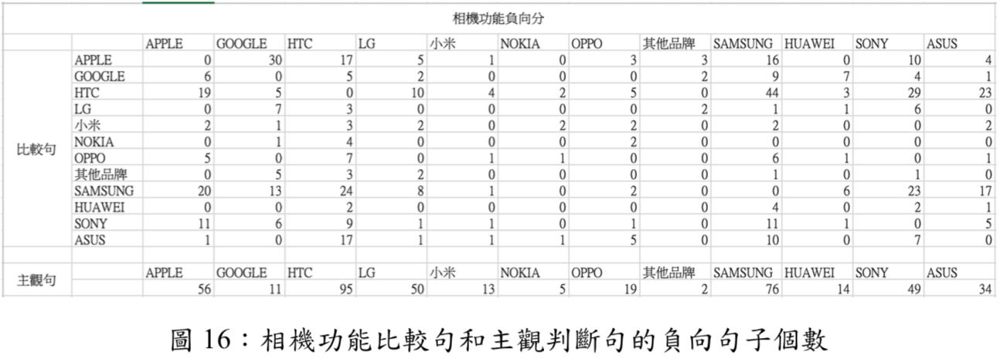 相機功能負向分
APPLE GOOGLE HTC LG 小米 NOKIA OPPO 其他品牌 SAMSUNG HUAWEI SONY ASUS
APPLE 0 30 17 5 1 0 3 3 16 0 10 4
GOOGLE 6 0 5 2 0 0 0 2 9 7 4 1
HTC 19 5 0 10 4 2 5 0 44 3 29 23
LG 0 7 3 0 0 0 0 2 1 1 6 0
小米 2 1 3 2 0 2 2 0 2 0 0 2
比較句
NOKIA 0 1 4 0 0 0 2 0 0 0 0 0
OPPO 5 0 7 0 1 1 0 0 6 1 0 1
其他品牌 0 5 3 2 0 0 0 0 1 0 1 0
SAMSUNG 20 13 24 8 1 0 2 0 0 6 23 17
HUAWEI 0 0 2 0 0 0 0 0 4 0 2 1
SONY 11 6 9 1 1 0 1 0 11 1 0 5
ASUS 1 0 17 1 1 1 5 0 10 0 7 0
主觀句
APPLE GOOGLE HTC LG 小米 NOKIA OPPO 其他品牌 SAMSUNG HUAWEI SONY ASUS
56 11 95 50 13 5 19 2 76 14 49 34
圖 16：相機功能比較句和主觀判斷句的負向句子個數